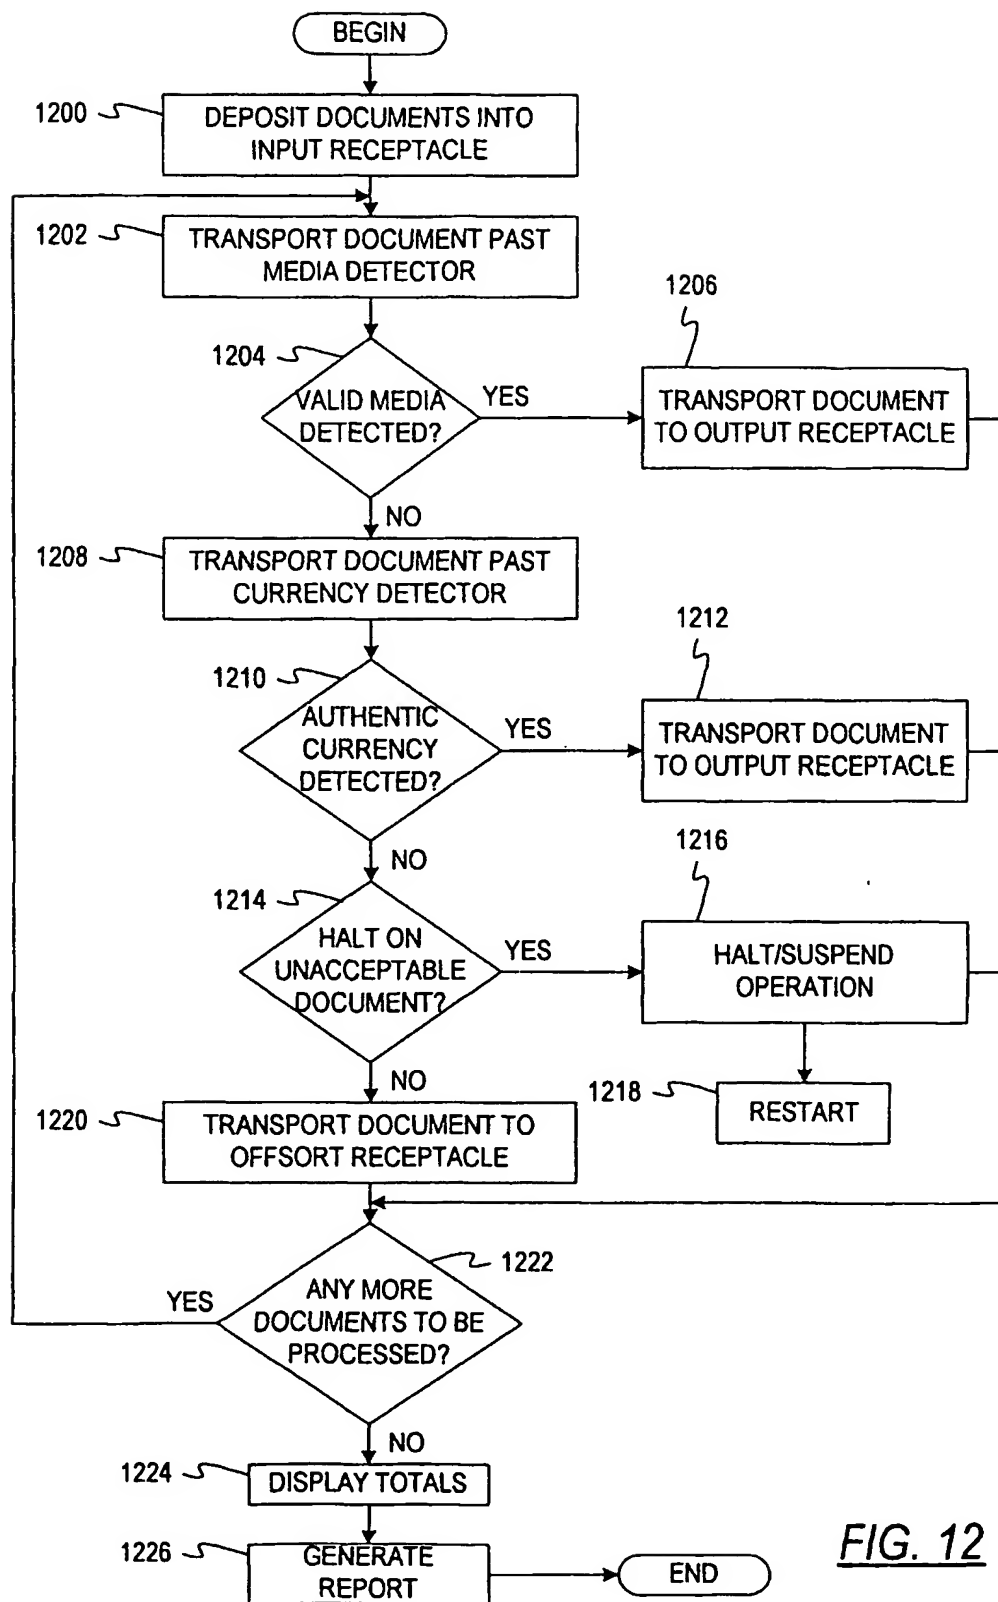 BEGIN
1200
DEPOSIT DOCUMENTS INTO
INPUT RECEPTACLE
1202
TRANSPORT DOCUMENT PAST
MEDIA DETECTOR
1204
VALID MEDIA
DETECTED?
YES
1206
TRANSPORT DOCUMENT
TO OUTPUT RECEPTACLE
NO
1208
TRANSPORT DOCUMENT PAST
CURRENCY DETECTOR
1210
AUTHENTIC
CURRENCY
DETECTED?
YES
1212
TRANSPORT DOCUMENT
TO OUTPUT RECEPTACLE
NO
1214
HALT ON
UNACCEPTABLE
DOCUMENT?
YES
1216
HALT/SUSPEND
OPERATION
1218
RESTART
NO
1220
TRANSPORT DOCUMENT TO
OFFSORT RECEPTACLE
1222
ANY MORE
DOCUMENTS TO BE
PROCESSED?
YES
NO
1224
DISPLAY TOTALS
1226
GENERATE
REPORT
END
FIG. 12